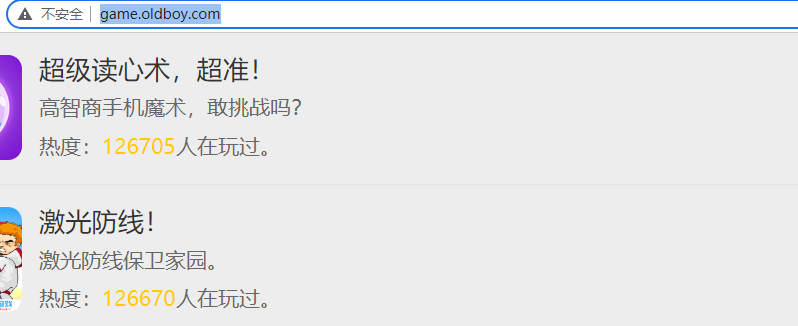 不安全 game.oldboy.com
超级读心术，超准！
高智商手机魔术，敢挑战吗？
热度：126705人在玩过。
激光防线！
激光防线保卫家园。
热度：126670人在玩过。